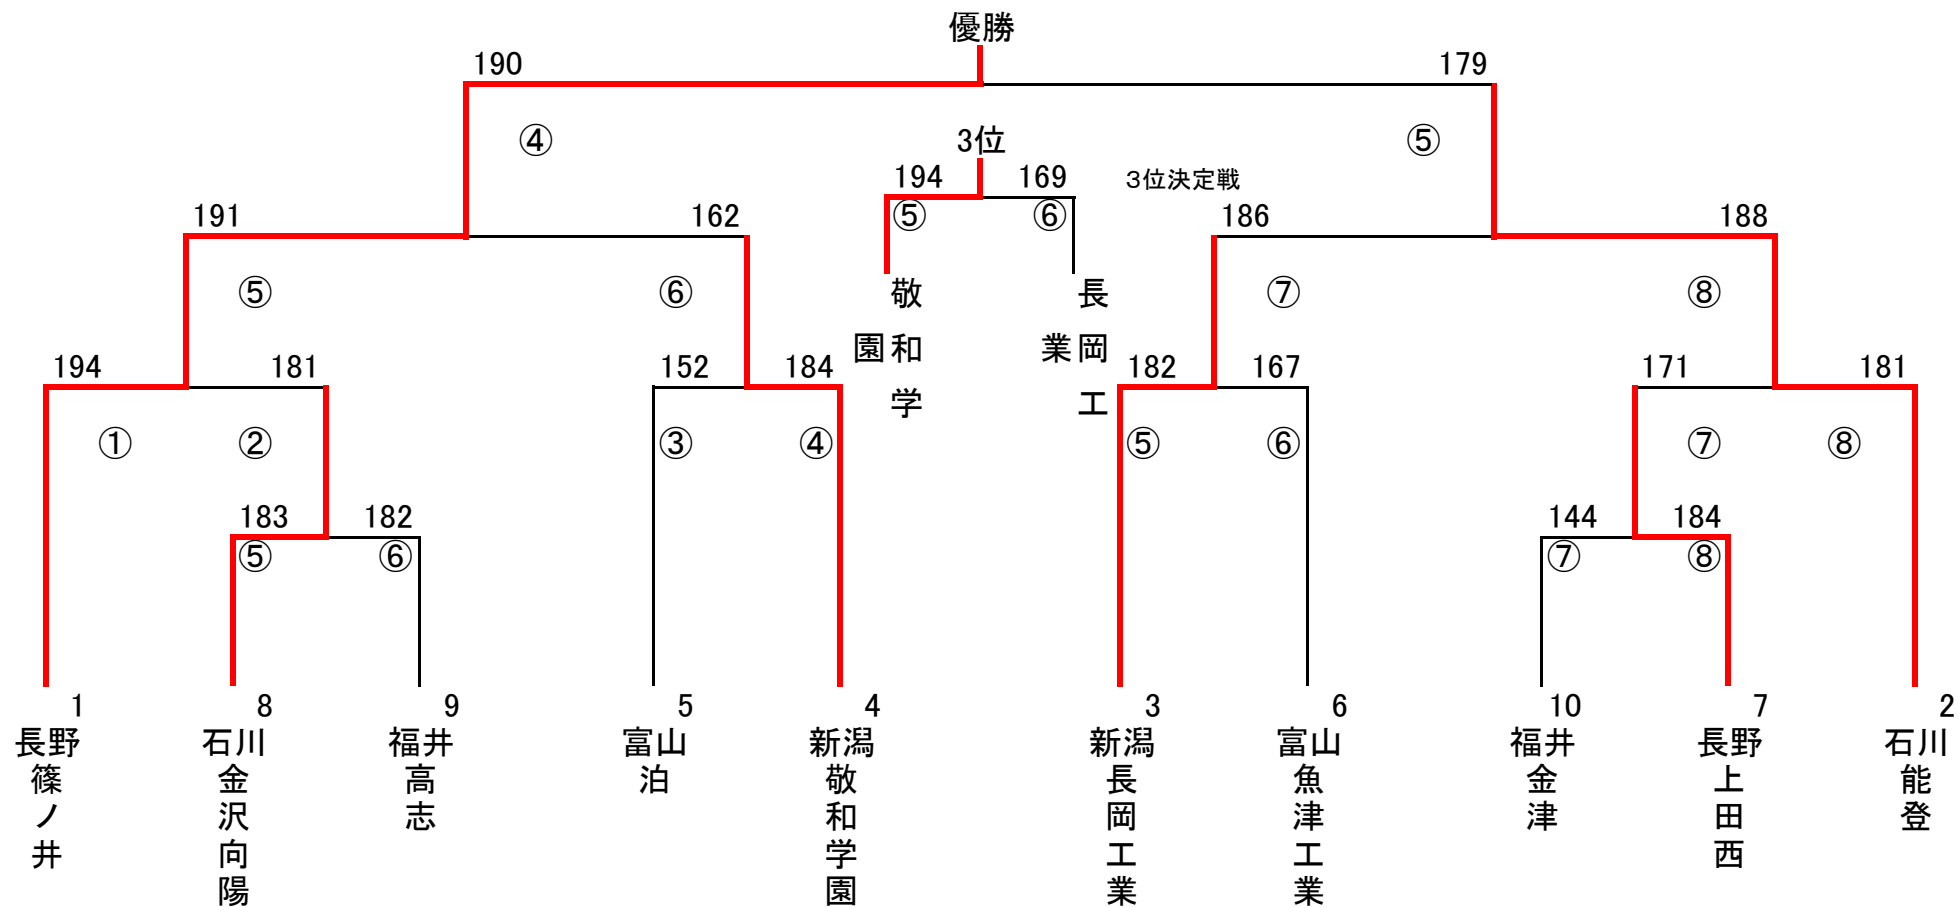 優勝
190 179
④ ⑤
3位
194 169 3位決定戦
⑤ ⑥
191 162 186 188
敬和学園 長岡工業
⑤ ⑥ ⑦ ⑧
194 181 152 184 182 167 171 181
① ② ③ ④ ⑤ ⑥ ⑦ ⑧
183 182 144 184
⑤ ⑥ ⑦ ⑧
1 8 9 5 4 3 6 10 7 2
長野 石川 福井 富山 新潟 新潟 富山 福井 長野 石川
篠ノ井 金沢向陽 高志 泊 敬和学園 長岡工業 魚津工業 金津 上田西 能登